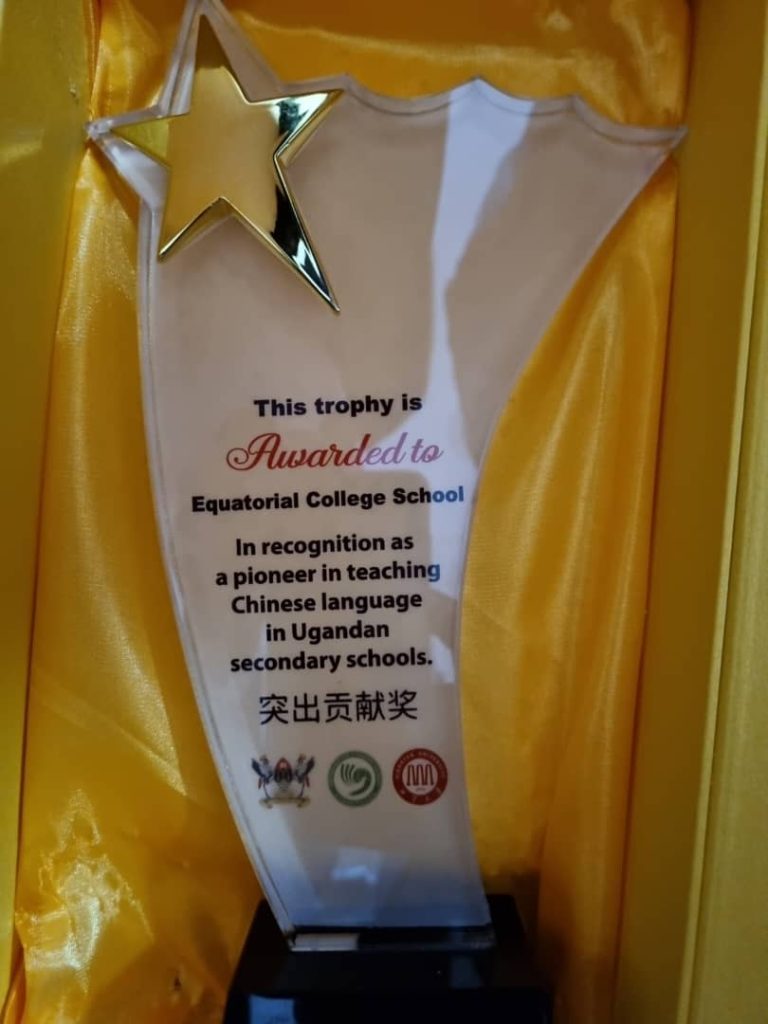 This trophy is
Awarded to
Equatorial College School
In recognition as
a pioneer in teaching
Chinese language
in Ugandan
secondary schools.
突出贡献奖